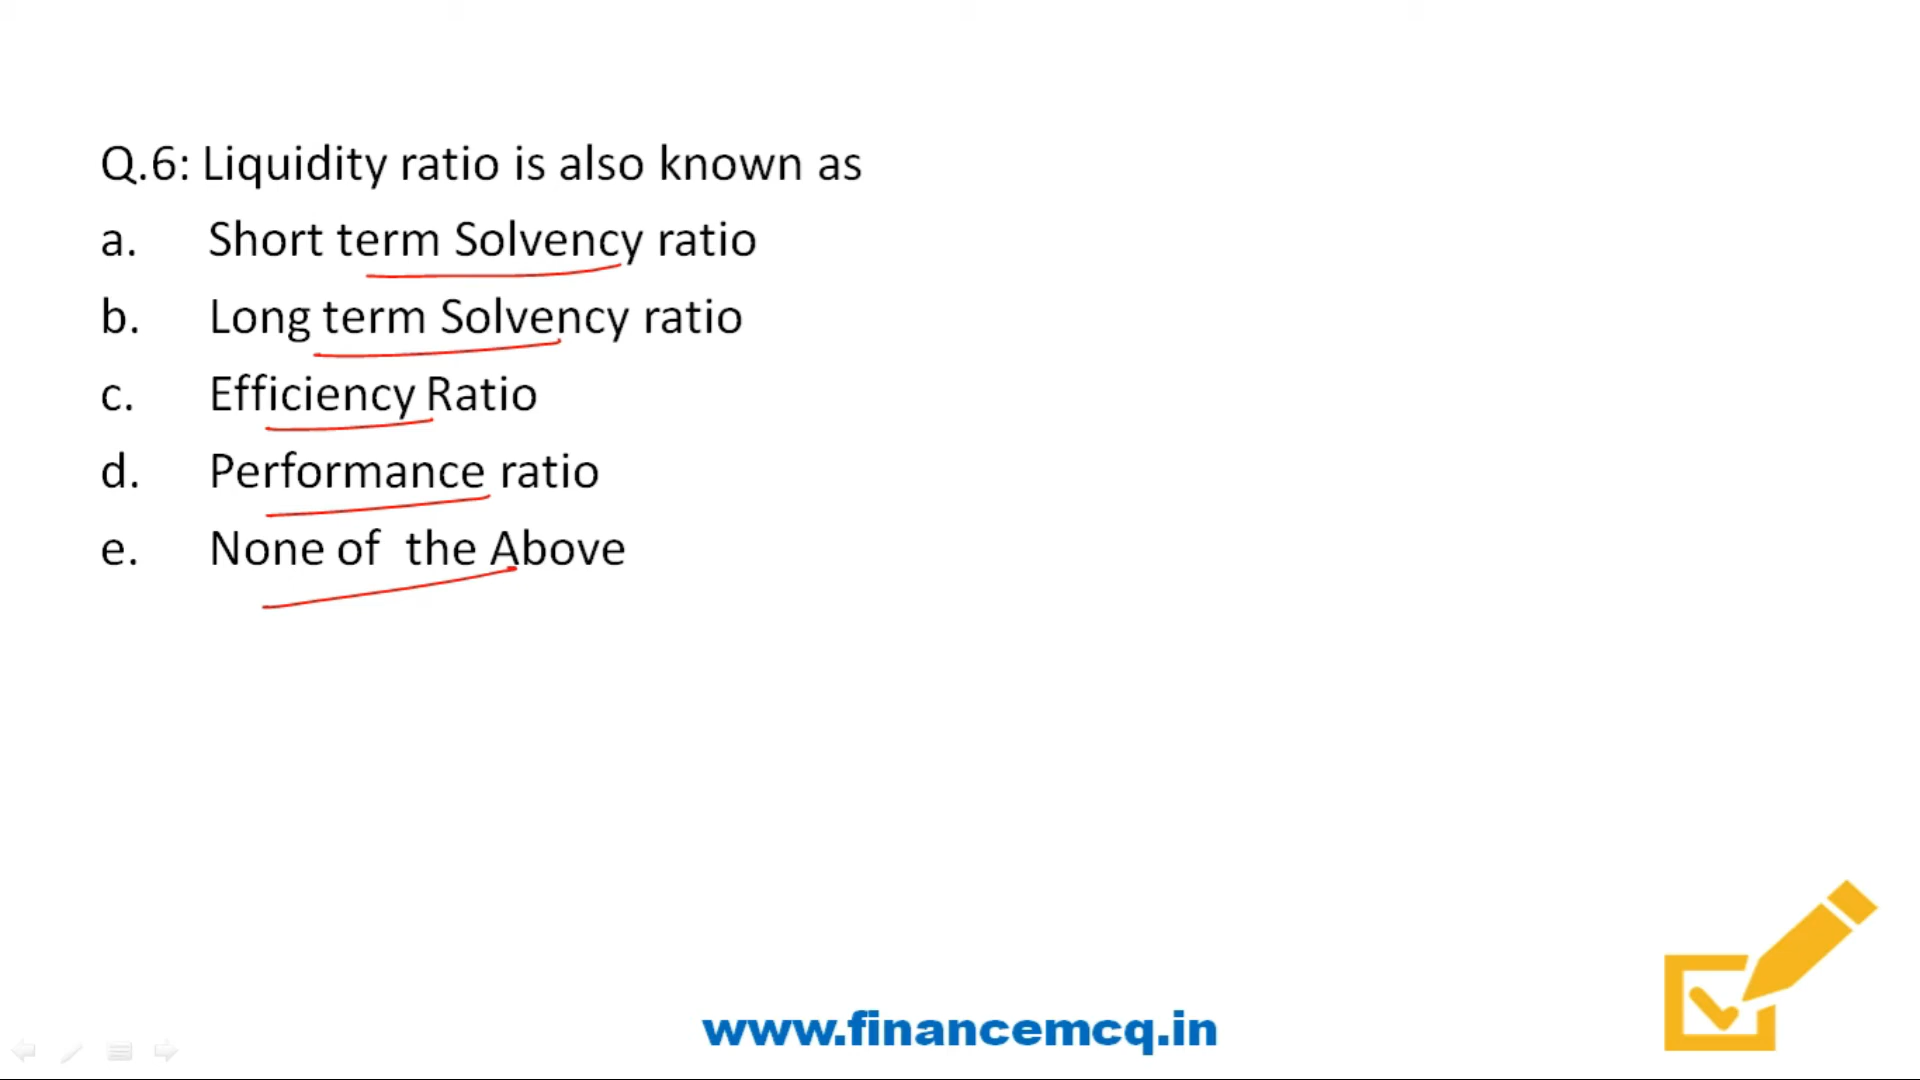 Q.6: Liquidity ratio is also known as
a. Short term Solvency ratio
b. Long term Solvency ratio
c. Efficiency Ratio
d. Performance ratio
e. None of the Above
www.financemcq.in